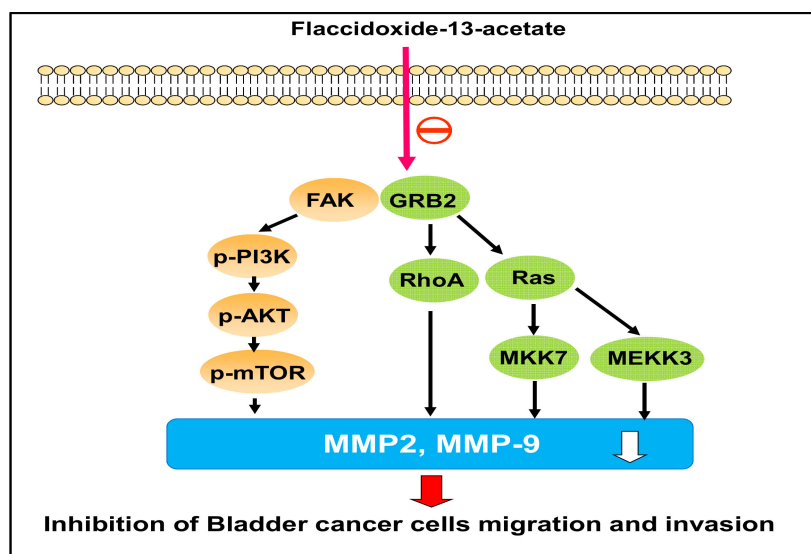 Flaccidoxide-13-acetate
FAK
GRB2
p-PI3K
RhoA
Ras
p-AKT
p-mTOR
MKK7
MEKK3
MMP2, MMP-9
Inhibition of Bladder cancer cells migration and invasion